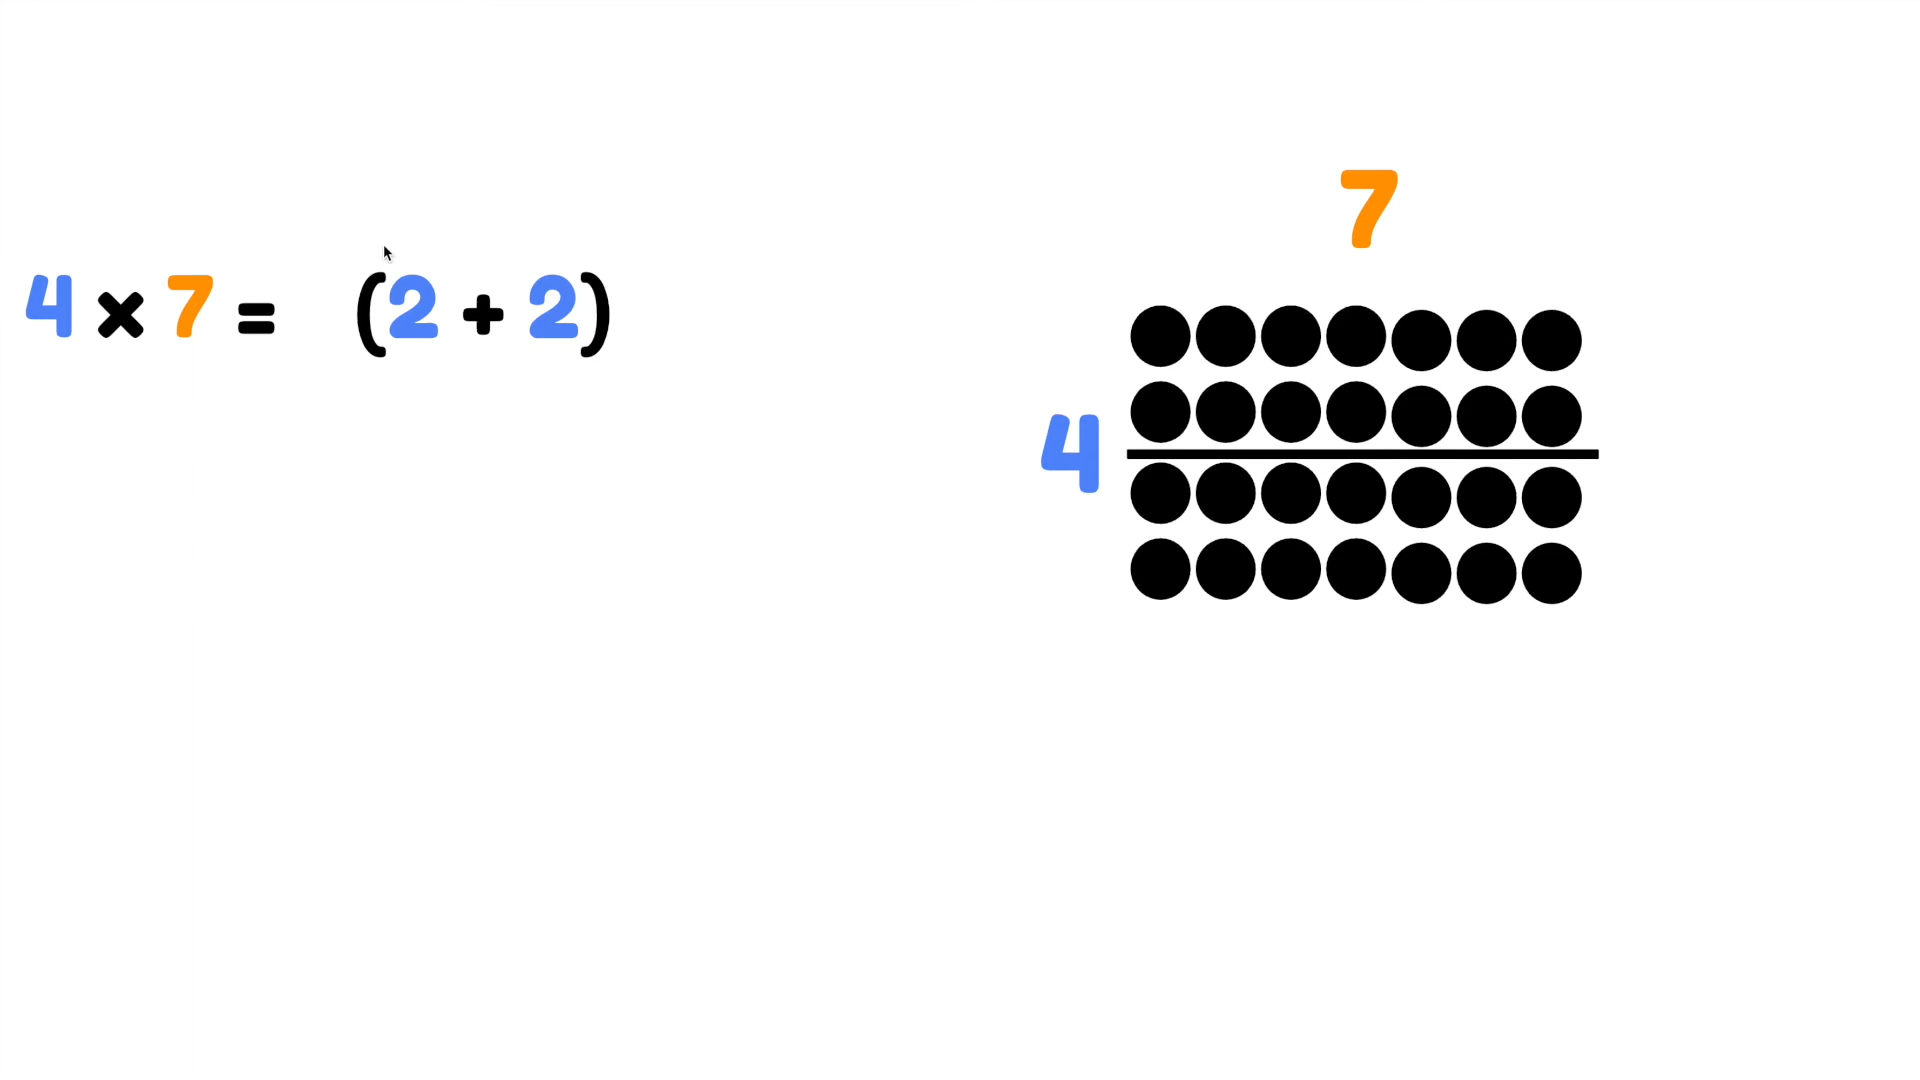 7
4 × 7 = (2 + 2)
4